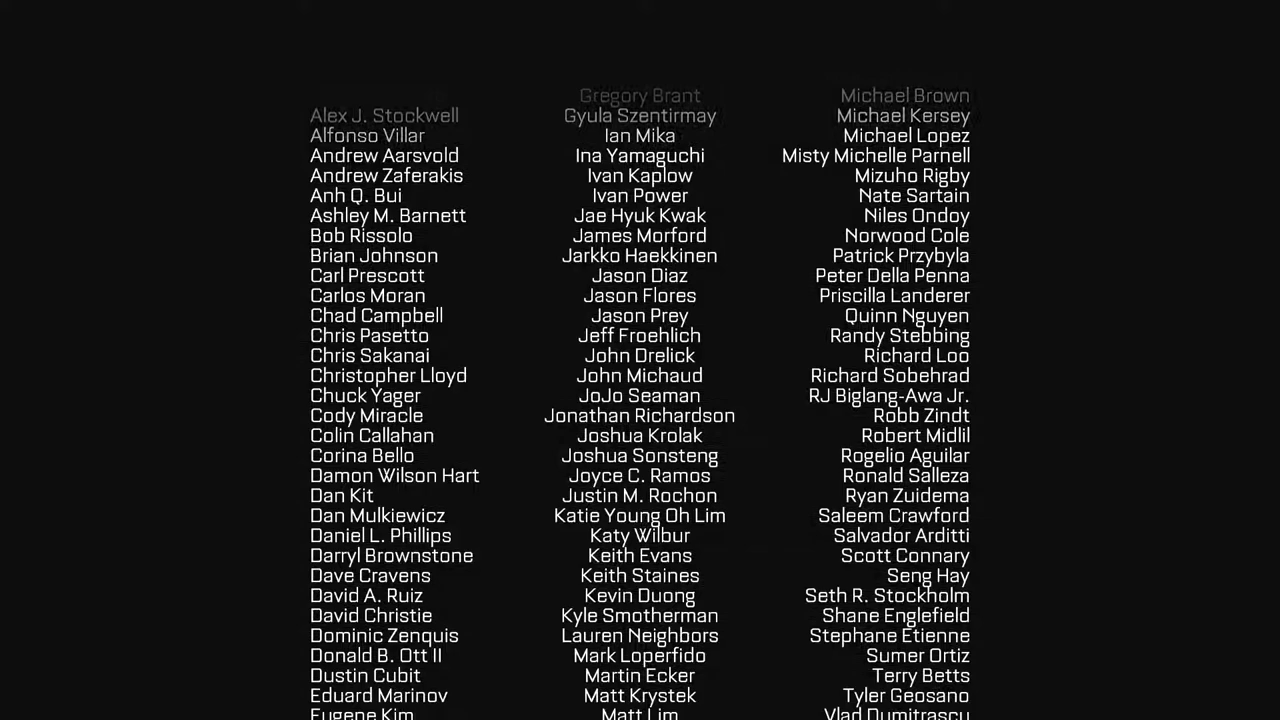 Alex J. Stockwell
Alfonso Villar
Andrew Aarsvold
Andrew Zaferakis
Anh Q. Bui
Ashley M. Barnett
Bob Rissolo
Brian Johnson
Carl Prescott
Carlos Moran
Chad Campbell
Chris Pasetto
Chris Sakanai
Christopher Lloyd
Chuck Yager
Cody Miracle
Colin Callahan
Corina Bello
Damon Wilson Hart
Dan Kit
Dan Mulkiewicz
Daniel L. Phillips
Darryl Brownstone
Dave Cravens
David A. Ruiz
David Christie
Dominic Zenquis
Donald B. Ott II
Dustin Cubit
Eduard Marinov
Eugene Kim
Gregory Brant
Gyula Szentirmay
Ian Mika
Ina Yamaguchi
Ivan Kaplow
Ivan Power
Jae Hyuk Kwak
James Morford
Jarkko Haekkinen
Jason Diaz
Jason Flores
Jason Prey
Jeff Froehlich
John Drelick
John Michaud
JoJo Seaman
Jonathan Richardson
Joshua Krolak
Joshua Sonsteng
Joyce C. Ramos
Justin M. Rochon
Katie Young Oh Lim
Katy Wilbur
Keith Evans
Keith Staines
Kevin Duong
Kyle Smotherman
Lauren Neighbors
Mark Loperfido
Martin Ecker
Matt Krystek
Matt Lim
Michael Brown
Michael Kersey
Michael Lopez
Misty Michelle Parnell
Mizuho Rigby
Nate Sartain
Niles Ondoy
Norwood Cole
Patrick Przybyla
Peter Della Penna
Priscilla Landerer
Quinn Nguyen
Randy Stebbing
Richard Loo
Richard Sobehrad
RJ Biglang-Awa Jr.
Robb Zindt
Robert Midlil
Rogelio Aguilar
Ronald Salleza
Ryan Zuidema
Saleem Crawford
Salvador Arditti
Scott Connary
Seng Hay
Seth R. Stockholm
Shane Englefield
Stephane Etienne
Sumer Ortiz
Terry Betts
Tyler Geosano
Vlad Dumitrascu